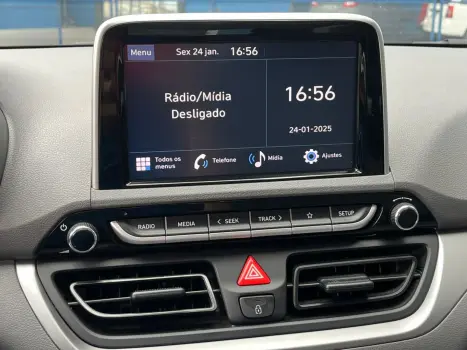 Menu Sex 24 jan. 16:56
Rádio/Mídia
Desligado
16:56
24-01-2025
Todos os
menus
Telefone
Mídia
Ajustes
RADIO MEDIA < SEEK TRACK > SETUP